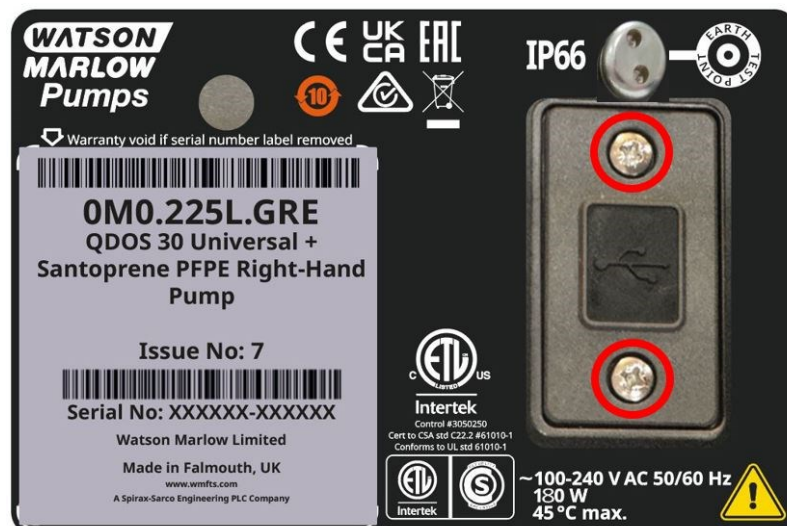 WATSON
MARLOW
Pumps
CE UK CA EAC
10
Warranty void if serial number label removed
0M0.225L.GRE
QDOS 30 Universal +
Santoprene PFPE Right-Hand
Pump
Issue No: 7
Serial No: XXXXXX-XXXXXX
Watson Marlow Limited
Made in Falmouth, UK
www.wmfts.com
A Spirax-Sarco Engineering PLC Company
C ETL US
LISTED
Intertek
Control #3050250
Cert to CSA std C22.2 #61010-1
Conforms to UL std 61010-1
ETL
Intertek
S
IP66
EARTH
TEST POINT
~100-240 V AC 50/60 Hz
180 W
45°C max.